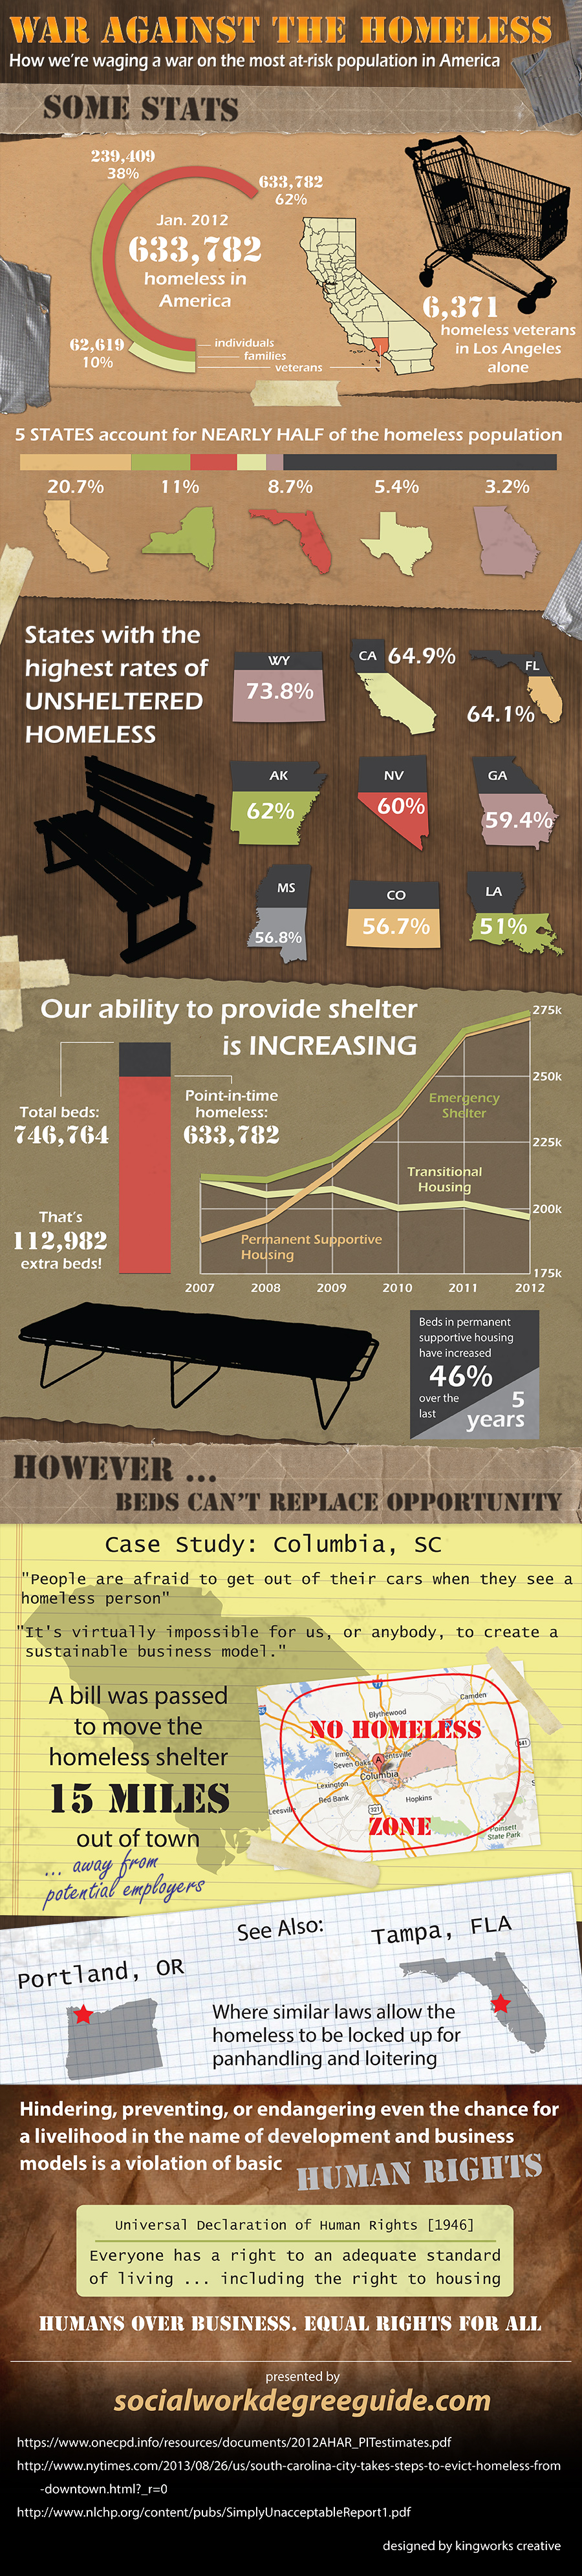 WAR AGAINST THE HOMELESS
How we're waging a war on the most at-risk population in America
SOME STATS
239,409
38%
633,782
62%
Jan. 2012
633,782
homeless in
America
62,619
10%
individuals
families
veterans
6,371
homeless veterans
in Los Angeles
alone
5 STATES account for NEARLY HALF of the homeless population
20.7%
11%
8.7%
5.4%
3.2%
States with the
highest rates of
UNSHELTERED
HOMELESS
WY
73.8%
CA
64.9%
FL
64.1%
AK
62%
NV
60%
GA
59.4%
MS
56.8%
CO
56.7%
LA
51%
Our ability to provide shelter
is INCREASING
Total beds:
746,764
Point-in-time
homeless:
633,782
That's
112,982
extra beds!
275k
250k
225k
200k
175k
Emergency
Shelter
Transitional
Housing
Permanent Supportive
Housing
2007
2008
2009
2010
2011
2012
Beds in permanent
supportive housing
have increased
46%
over the
last
5
years
HOWEVER ...
BEDS CAN'T REPLACE OPPORTUNITY
Case Study: Columbia, SC
"People are afraid to get out of their cars when they see a
homeless person"
"It's virtually impossible for us, or anybody, to create a
sustainable business model."
A bill was passed
to move the
homeless shelter
15 MILES
out of town
... away from
potential employers
NO HOMELESS
ZONE
Camden
Blythewood
Irmo
Seven Oaks
entsville
A
Columbia
Lexington
Red Bank
Hopkins
Leesville
321
Poinsett
State Park
See Also:
Portland, OR
Tampa, FLA
Where similar laws allow the
homeless to be locked up for
panhandling and loitering
Hindering, preventing, or endangering even the chance for
a livelihood in the name of development and business
models is a violation of basic
HUMAN RIGHTS
Universal Declaration of Human Rights [1946]
Everyone has a right to an adequate standard
of living ... including the right to housing
HUMANS OVER BUSINESS. EQUAL RIGHTS FOR ALL
presented by
socialworkdegreeguide.com
https://www.onecpd.info/resources/documents/2012AHAR_PITestimates.pdf
http://www.nytimes.com/2013/08/26/us/south-carolina-city-takes-steps-to-evict-homeless-from
-downtown.html?_r=0
http://www.nlchp.org/content/pubs/SimplyUnacceptableReport1.pdf
designed by kingworks creative